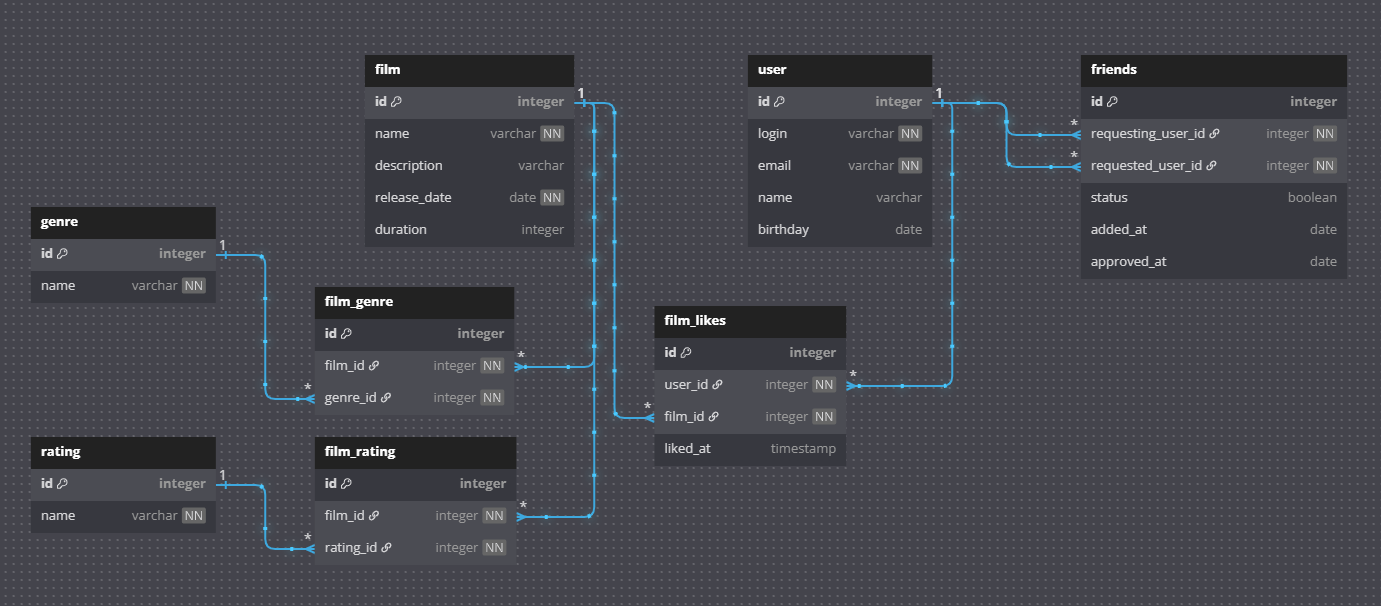 film
id integer
name varchar NN
description varchar
release_date date NN
duration integer
1
user
id integer
login varchar NN
email varchar NN
name varchar
birthday date
1
friends
id integer
* requesting_user_id integer NN
* requested_user_id integer NN
status boolean
added_at date
approved_at date
genre
id integer
name varchar NN
1
film_genre
id integer
film_id integer NN *
* genre_id integer NN
film_likes
id integer
user_id integer NN *
* film_id integer NN
liked_at timestamp
rating
id integer
name varchar NN
1
film_rating
id integer
film_id integer NN *
* rating_id integer NN